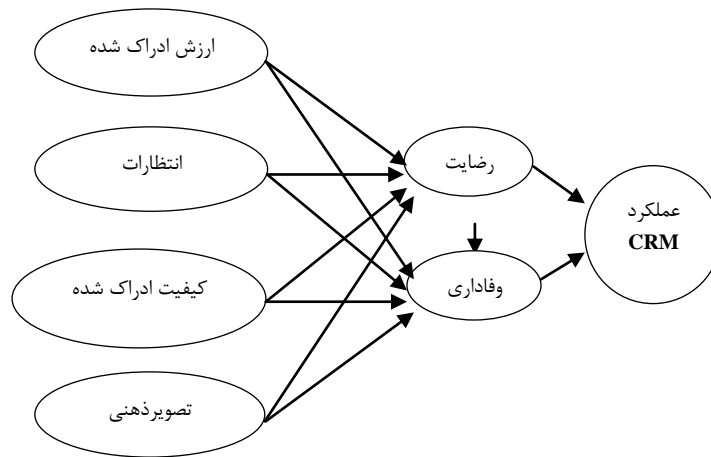 ارزش ادراک شده
انتظارات
کیفیت ادراک شده
تصویرذهنی
رضایت
وفاداری
عملکرد
CRM